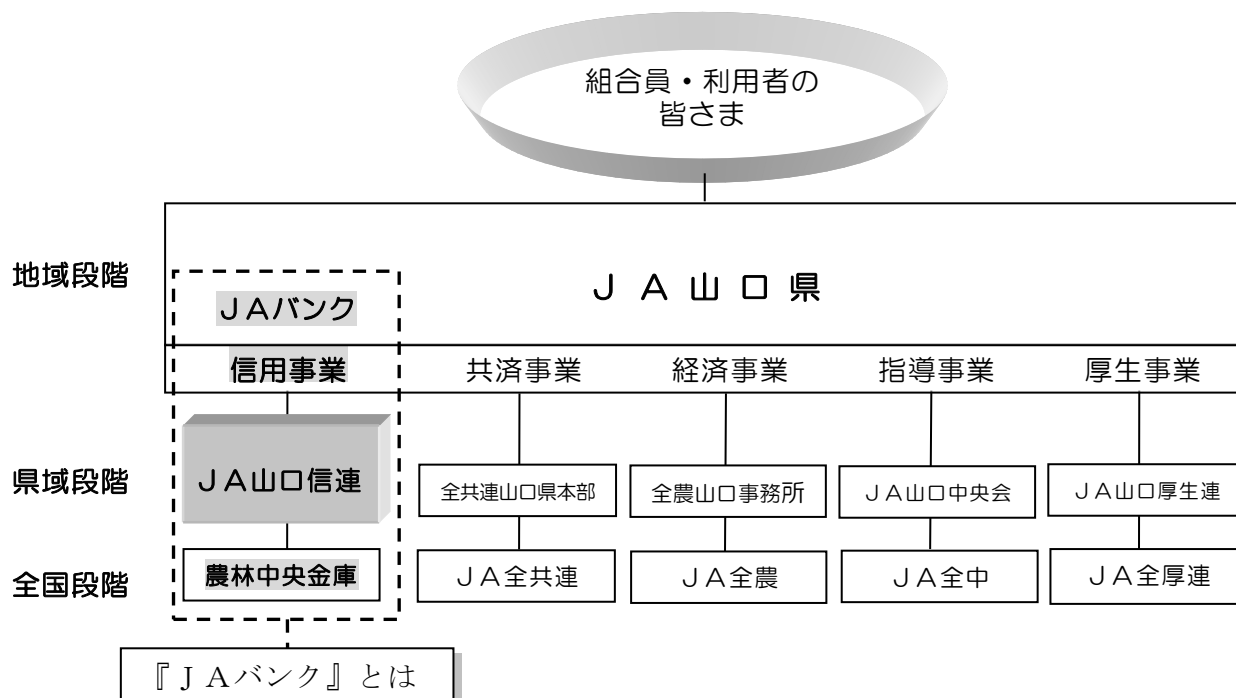 組合員・利用者の
皆さま
地域段階
ＪＡ山口県
ＪＡバンク
信用事業
共済事業
経済事業
指導事業
厚生事業
県域段階
ＪＡ山口信連
全共連山口県本部
全農山口事務所
ＪＡ山口中央会
ＪＡ山口厚生連
全国段階
農林中央金庫
ＪＡ全共連
ＪＡ全農
ＪＡ全中
ＪＡ全厚連
『ＪＡバンク』とは